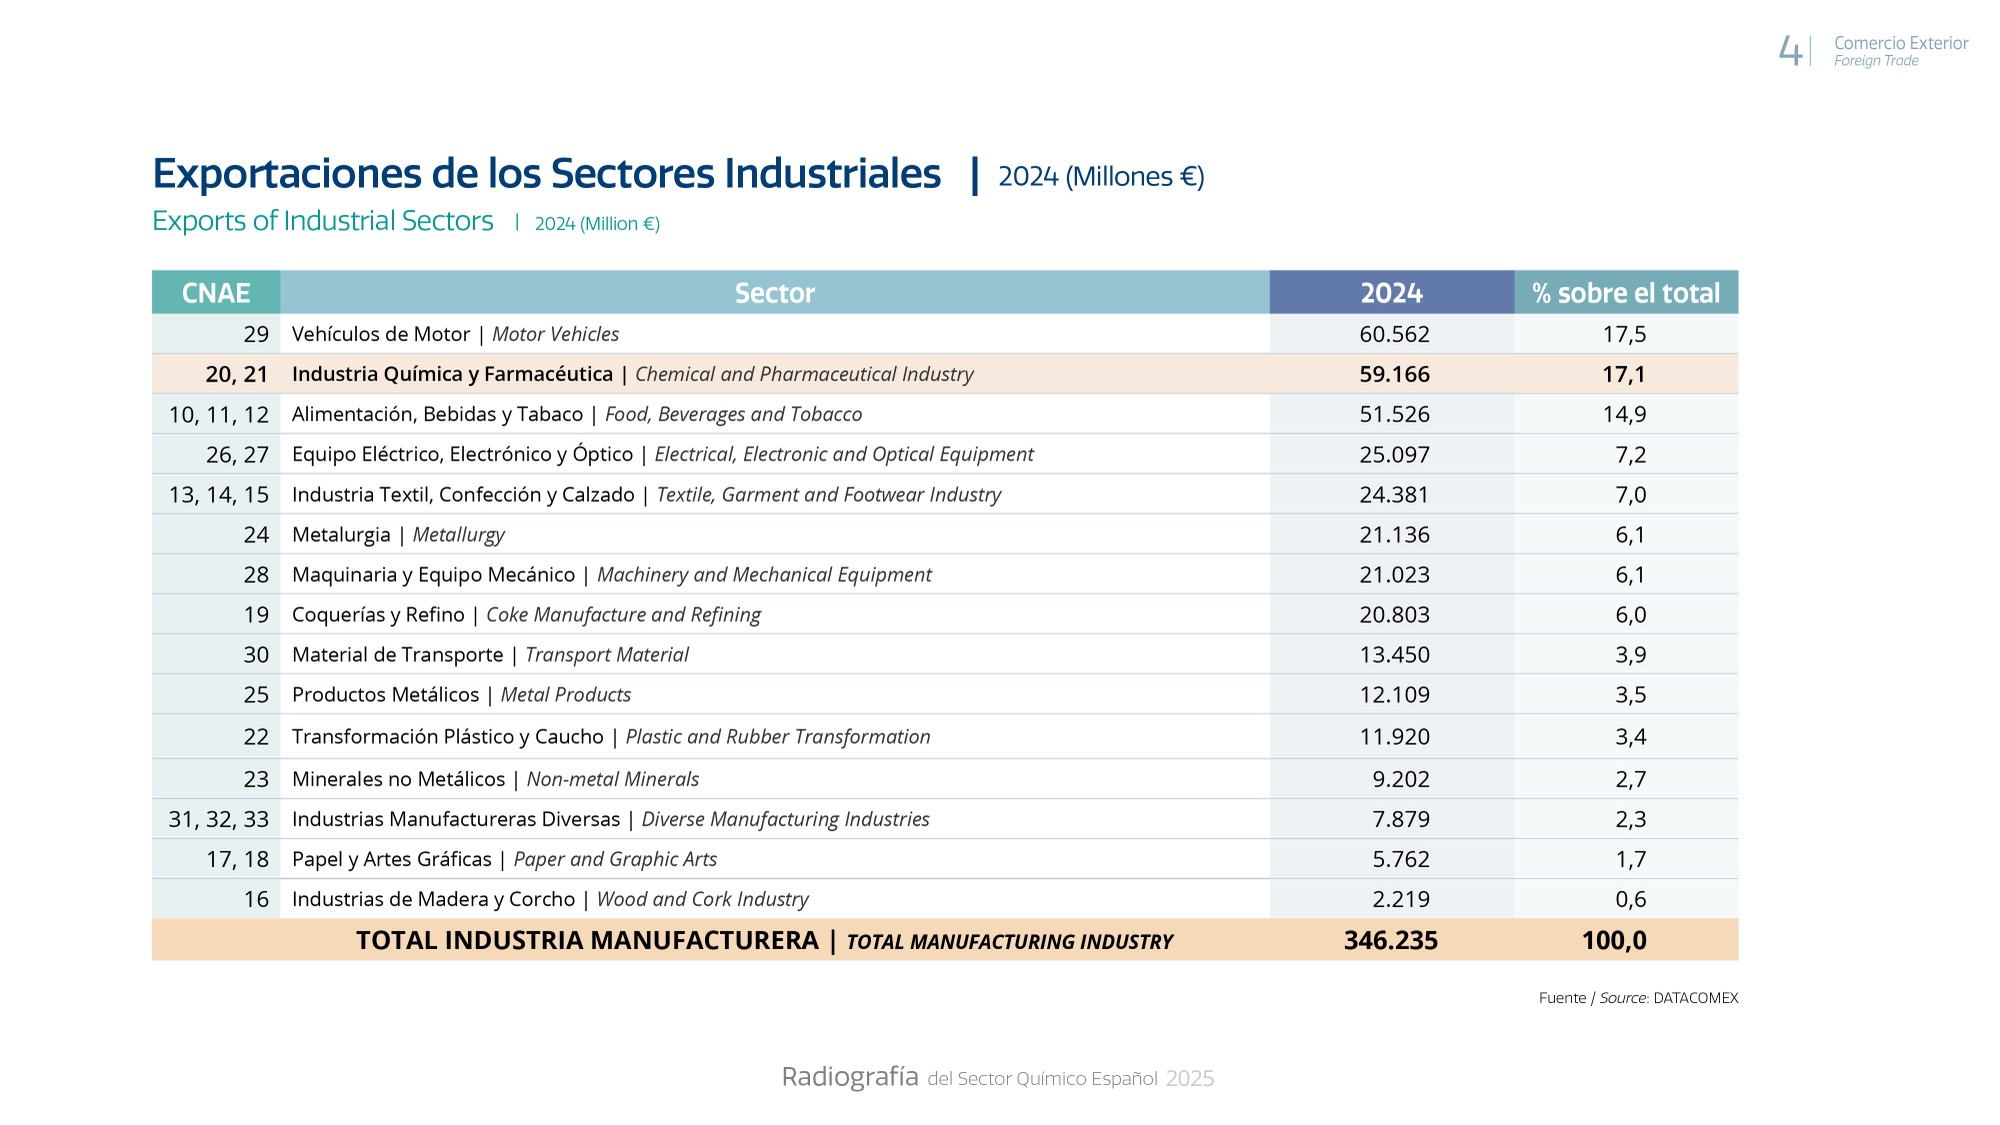 4 | Comercio Exterior
Foreign Trade
Exportaciones de los Sectores Industriales | 2024 (Millones €)
Exports of Industrial Sectors | 2024 (Million €)
CNAE Sector 2024 % sobre el total
29 Vehículos de Motor | Motor Vehicles 60.562 17,5
20, 21 Industria Química y Farmacéutica | Chemical and Pharmaceutical Industry 59.166 17,1
10, 11, 12 Alimentación, Bebidas y Tabaco | Food, Beverages and Tobacco 51.526 14,9
26, 27 Equipo Eléctrico, Electrónico y Óptico | Electrical, Electronic and Optical Equipment 25.097 7,2
13, 14, 15 Industria Textil, Confección y Calzado | Textile, Garment and Footwear Industry 24.381 7,0
24 Metalurgia | Metallurgy 21.136 6,1
28 Maquinaria y Equipo Mecánico | Machinery and Mechanical Equipment 21.023 6,1
19 Coquerías y Refino | Coke Manufacture and Refining 20.803 6,0
30 Material de Transporte | Transport Material 13.450 3,9
25 Productos Metálicos | Metal Products 12.109 3,5
22 Transformación Plástico y Caucho | Plastic and Rubber Transformation 11.920 3,4
23 Minerales no Metálicos | Non-metal Minerals 9.202 2,7
31, 32, 33 Industrias Manufactureras Diversas | Diverse Manufacturing Industries 7.879 2,3
17, 18 Papel y Artes Gráficas | Paper and Graphic Arts 5.762 1,7
16 Industrias de Madera y Corcho | Wood and Cork Industry 2.219 0,6
TOTAL INDUSTRIA MANUFACTURERA | TOTAL MANUFACTURING INDUSTRY 346.235 100,0
Fuente / Source: DATACOMEX
Radiografía del Sector Químico Español 2025